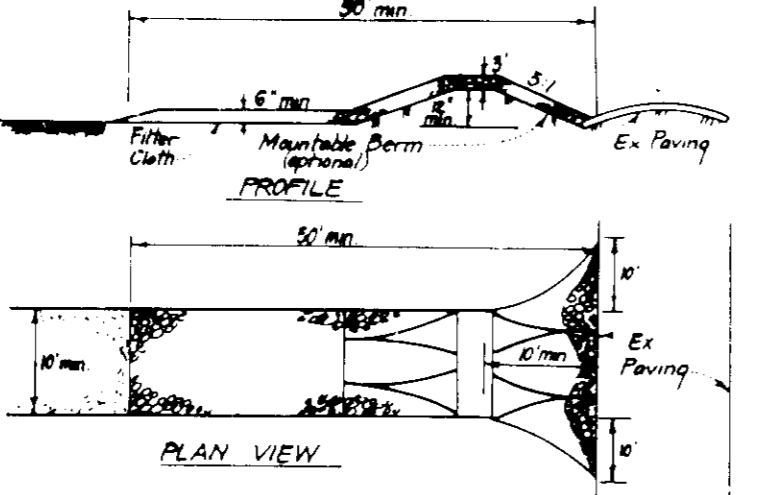 50' min.
6" min
3'
5:1
12"
min
Filter
Cloth
Mountable Berm
(optional)
Ex Paving
PROFILE
50' min.
10'
10' min
10' min
Ex
Paving
10'
PLAN VIEW